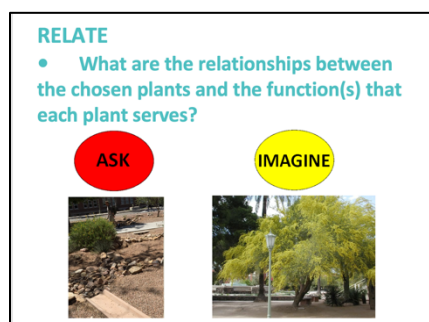 RELATE
• What are the relationships between
the chosen plants and the function(s) that
each plant serves?
ASK
IMAGINE